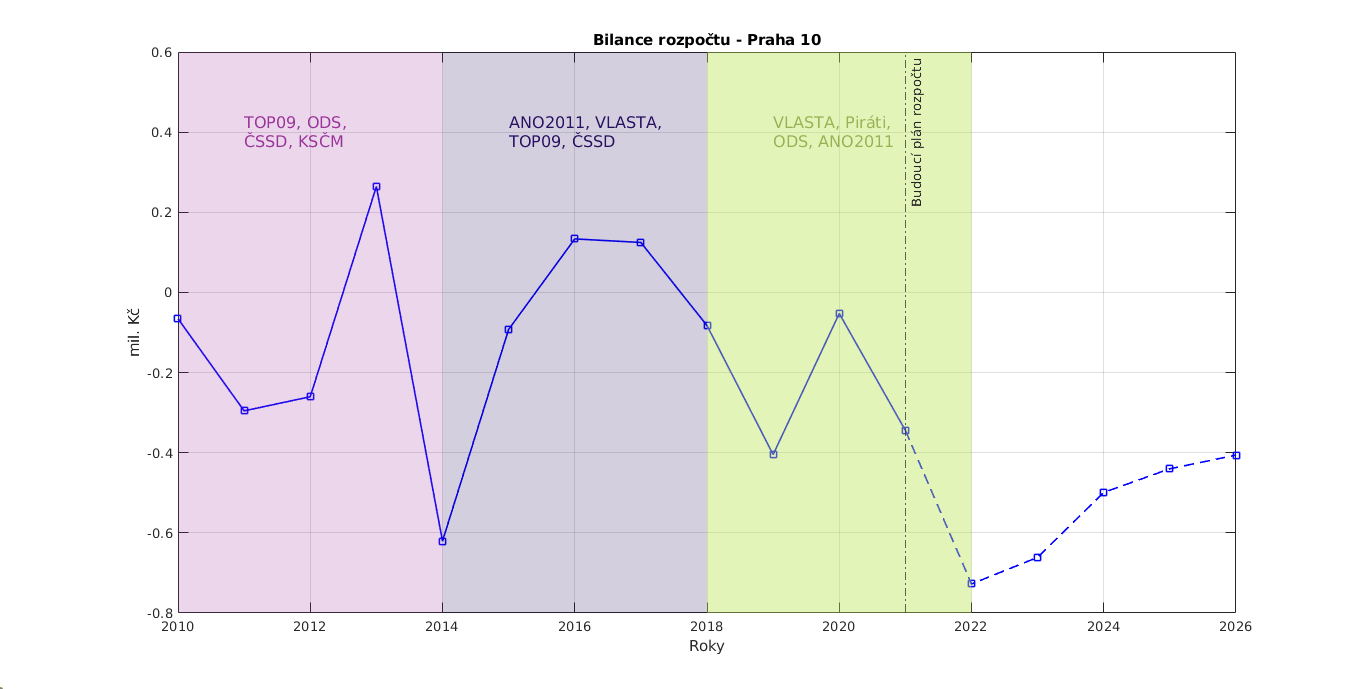 Bilance rozpočtu - Praha 10
0.6
0.4
0.2
0
-0.2
-0.4
-0.6
-0.8
mil. Kč
TOP09, ODS,
ČSSD, KSČM
ANO2011, VLASTA,
TOP09, ČSSD
VLASTA, Piráti,
ODS, ANO2011
Budoucí plán rozpočtu
2010 2012 2014 2016 2018 2020 2022 2024 2026
Roky